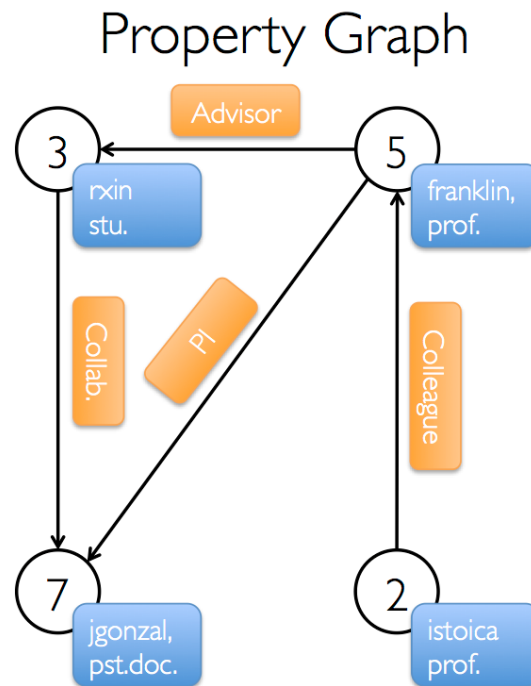 Property Graph
Advisor
3
5
rxin
stu.
franklin,
prof.
Collab.
PI
Colleague
7
2
jgonzal,
pst.doc.
istoica
prof.